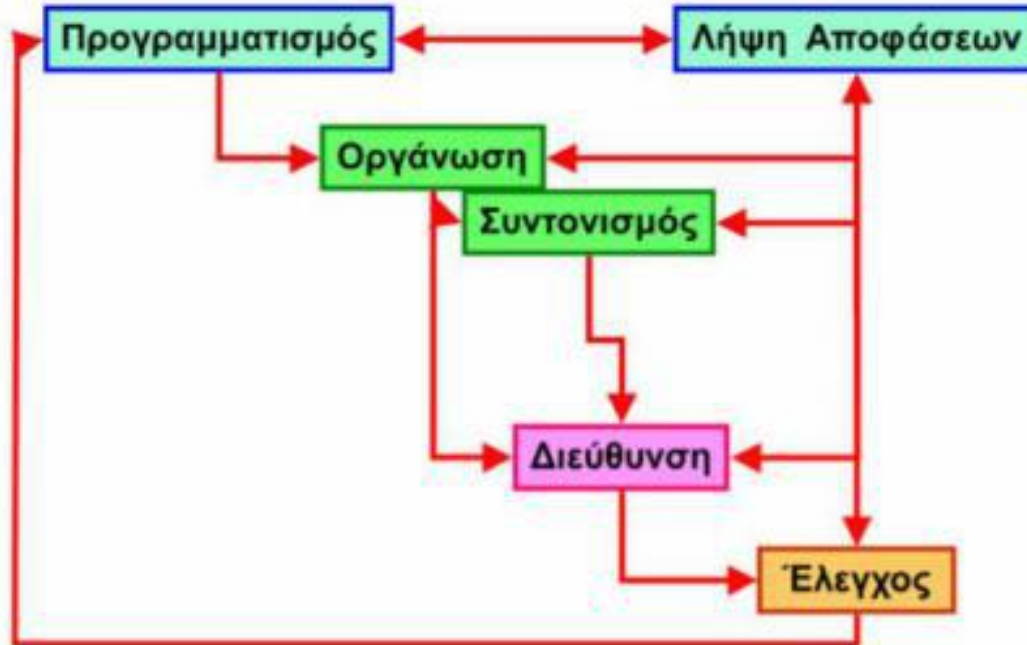 Προγραμματισμός
Λήψη Αποφάσεων
Οργάνωση
Συντονισμός
Διεύθυνση
Έλεγχος